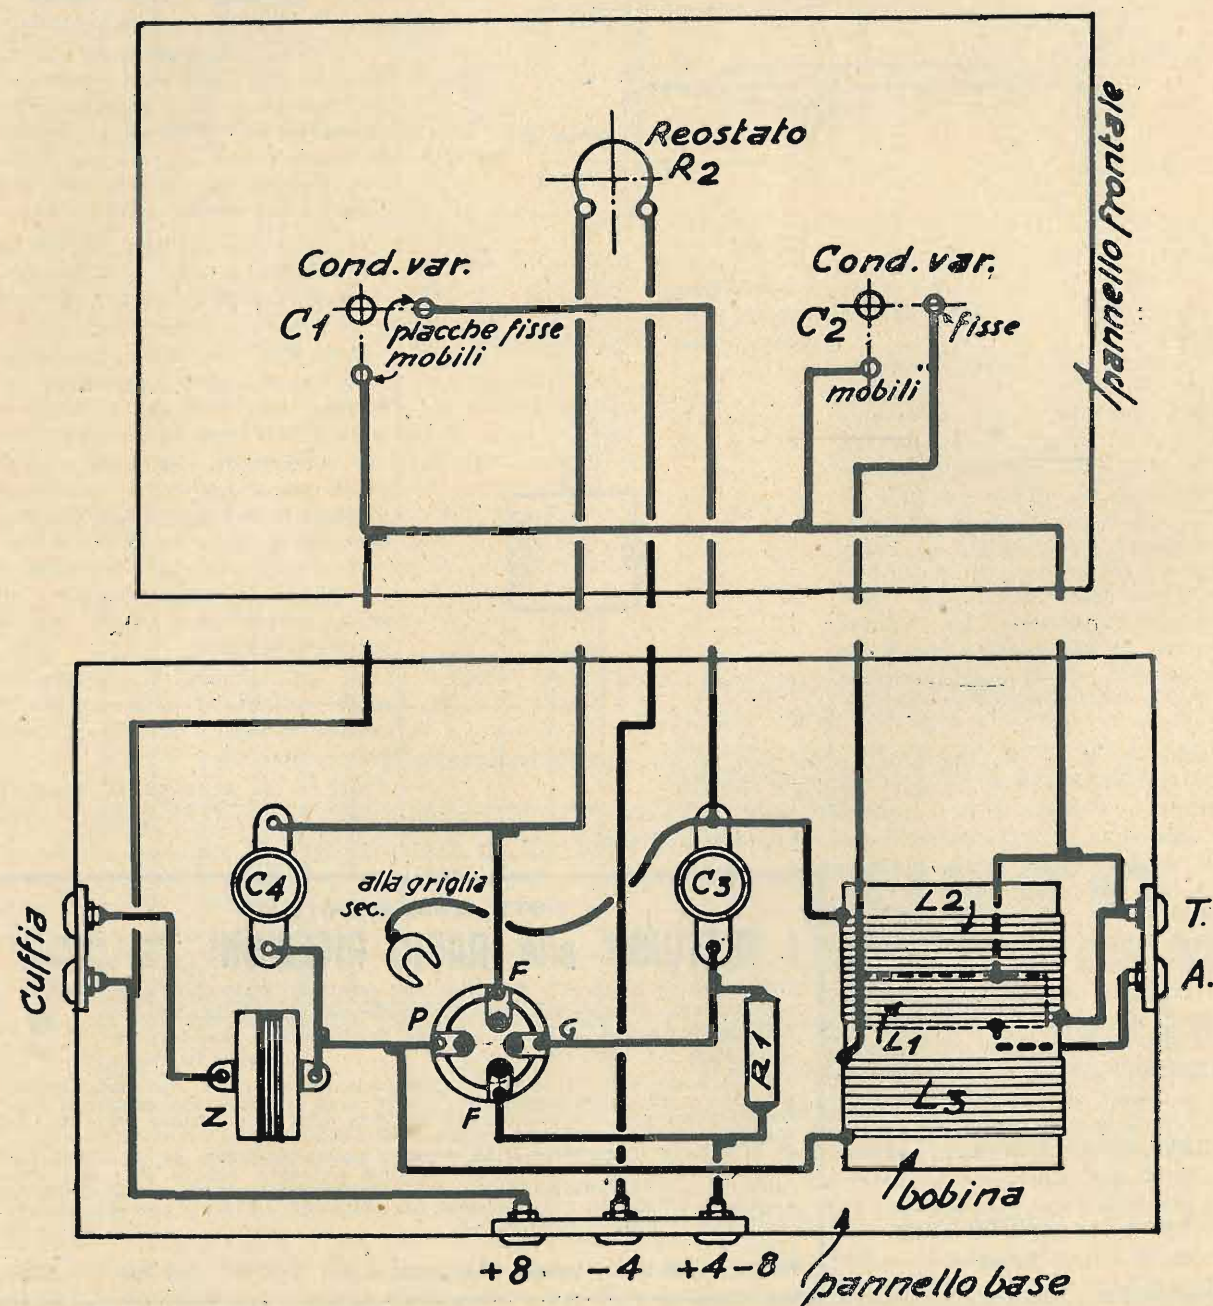 Reostato
R2
pannello frontale
Cond. var.
C1
placche fisse
mobili
Cond. var.
C2
fisse
mobili
C4
alla griglia
sec.
C3
L2
T.
A.
Cuffia
P
F
G
L1
R1
Z
F
L3
bobina
+8
-4
+4-8
pannello base